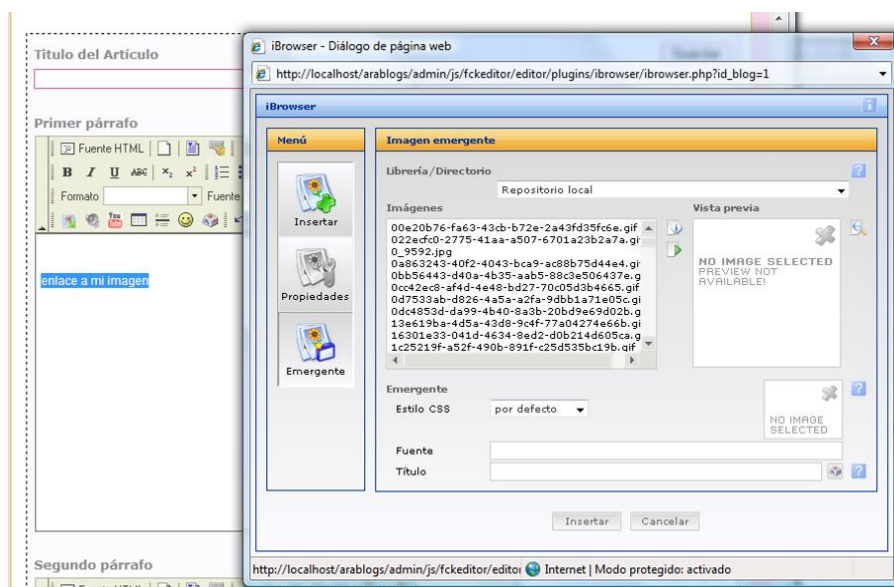 Titulo del Artículo
Primer párrafo
Fuente HTML
B I U ABC x₂ x²
Formato
Fuente
You
enlace a mi imagen
Segundo párrafo
iBrowser - Diálogo de página web
http://localhost/arablogs/admin/js/fckeditor/editor/plugins/ibrowser/ibrowser.php?id_blog=1
iBrowser
Menú
Insertar
Propiedades
Emergente
Imagen emergente
Librería/Directorio
Repositorio local
Imágenes
00e20b76-fa63-43cb-b72e-2a43fd35fc6e.gif
022edfc0-2775-41aa-a507-6701a23b2a7a.gif
0_9592.jpg
0a863243-40f2-4043-bca9-ac88b75d44e4.gi
0bb56443-d40a-4b35-aab5-88c3e506437e.g
0cc42ec8-af4d-4e48-bd27-70c05d3b4665.gif
0d7533ab-d826-4a5a-a2fa-9dbb1a71e05c.gi
0dc4853d-da99-4b40-8a3b-20bd9e69d02b.g
13e619ba-4d5a-43d8-9c4f-77a04274e66b.gi
16301e33-041d-4634-8ed2-d0b214d605ca.g
1c25219f-a52f-490b-891f-c25d535bc19b.gif
Vista previa
NO IMAGE SELECTED
PREVIEW NOT
AVAILABLE!
Emergente
Estilo CSS
por defecto
NO IMAGE
SELECTED
Fuente
Título
Insertar
Cancelar
http://localhost/arablogs/admin/js/fckeditor/editor
Internet | Modo protegido: activado